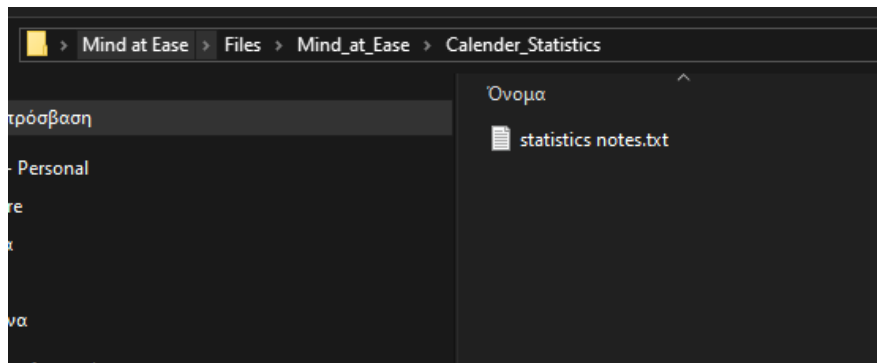 Mind at Ease > Files > Mind_at_Ease > Calender_Statistics
Όνομα
πρόσβαση
statistics notes.txt
- Personal
re
α
να